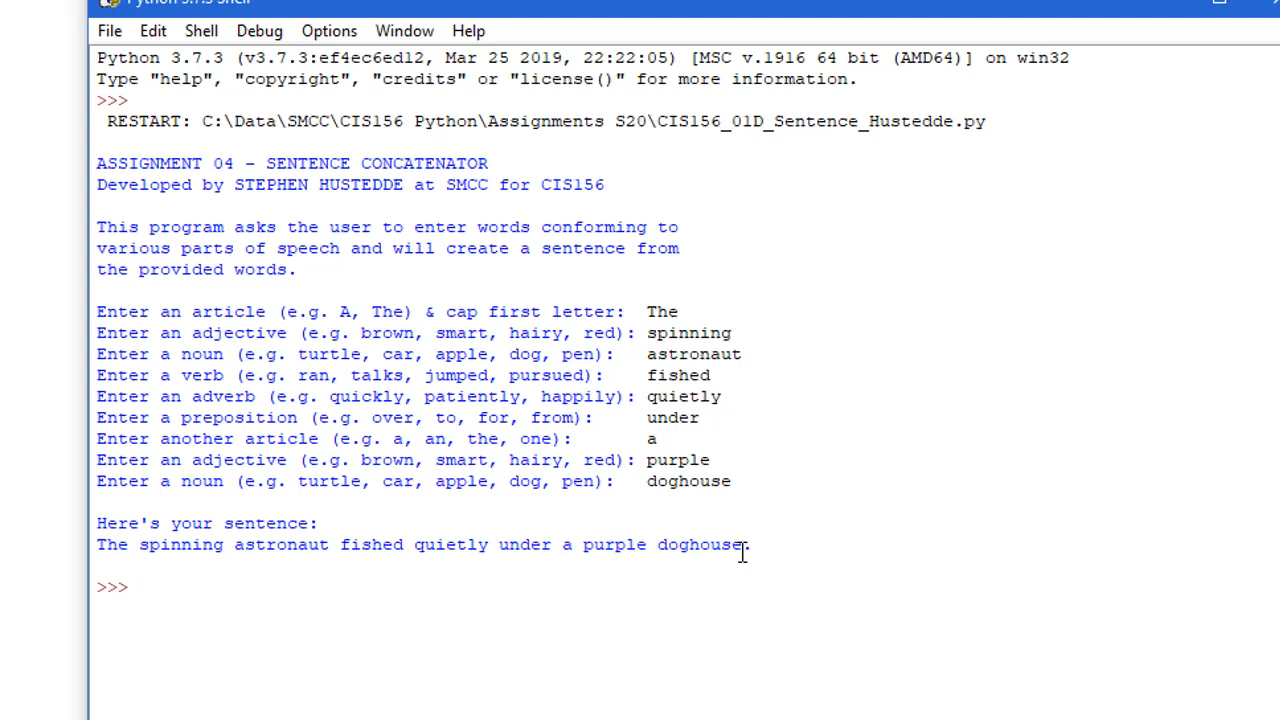 Python 3.7.3 Shell
File Edit Shell Debug Options Window Help
Python 3.7.3 (v3.7.3:ef4ec6ed12, Mar 25 2019, 22:22:05) [MSC v.1916 64 bit (AMD64)] on win32
Type "help", "copyright", "credits" or "license()" for more information.
>>>
RESTART: C:\Data\SMCC\CIS156 Python\Assignments S20\CIS156_01D_Sentence_Hustedde.py
ASSIGNMENT 04 - SENTENCE CONCATENATOR
Developed by STEPHEN HUSTEDDE at SMCC for CIS156
This program asks the user to enter words conforming to
various parts of speech and will create a sentence from
the provided words.
Enter an article (e.g. A, The) & cap first letter: The
Enter an adjective (e.g. brown, smart, hairy, red): spinning
Enter a noun (e.g. turtle, car, apple, dog, pen): astronaut
Enter a verb (e.g. ran, talks, jumped, pursued): fished
Enter an adverb (e.g. quickly, patiently, happily): quietly
Enter a preposition (e.g. over, to, for, from): under
Enter another article (e.g. a, an, the, one): a
Enter an adjective (e.g. brown, smart, hairy, red): purple
Enter a noun (e.g. turtle, car, apple, dog, pen): doghouse
Here's your sentence:
The spinning astronaut fished quietly under a purple doghouse.
>>>